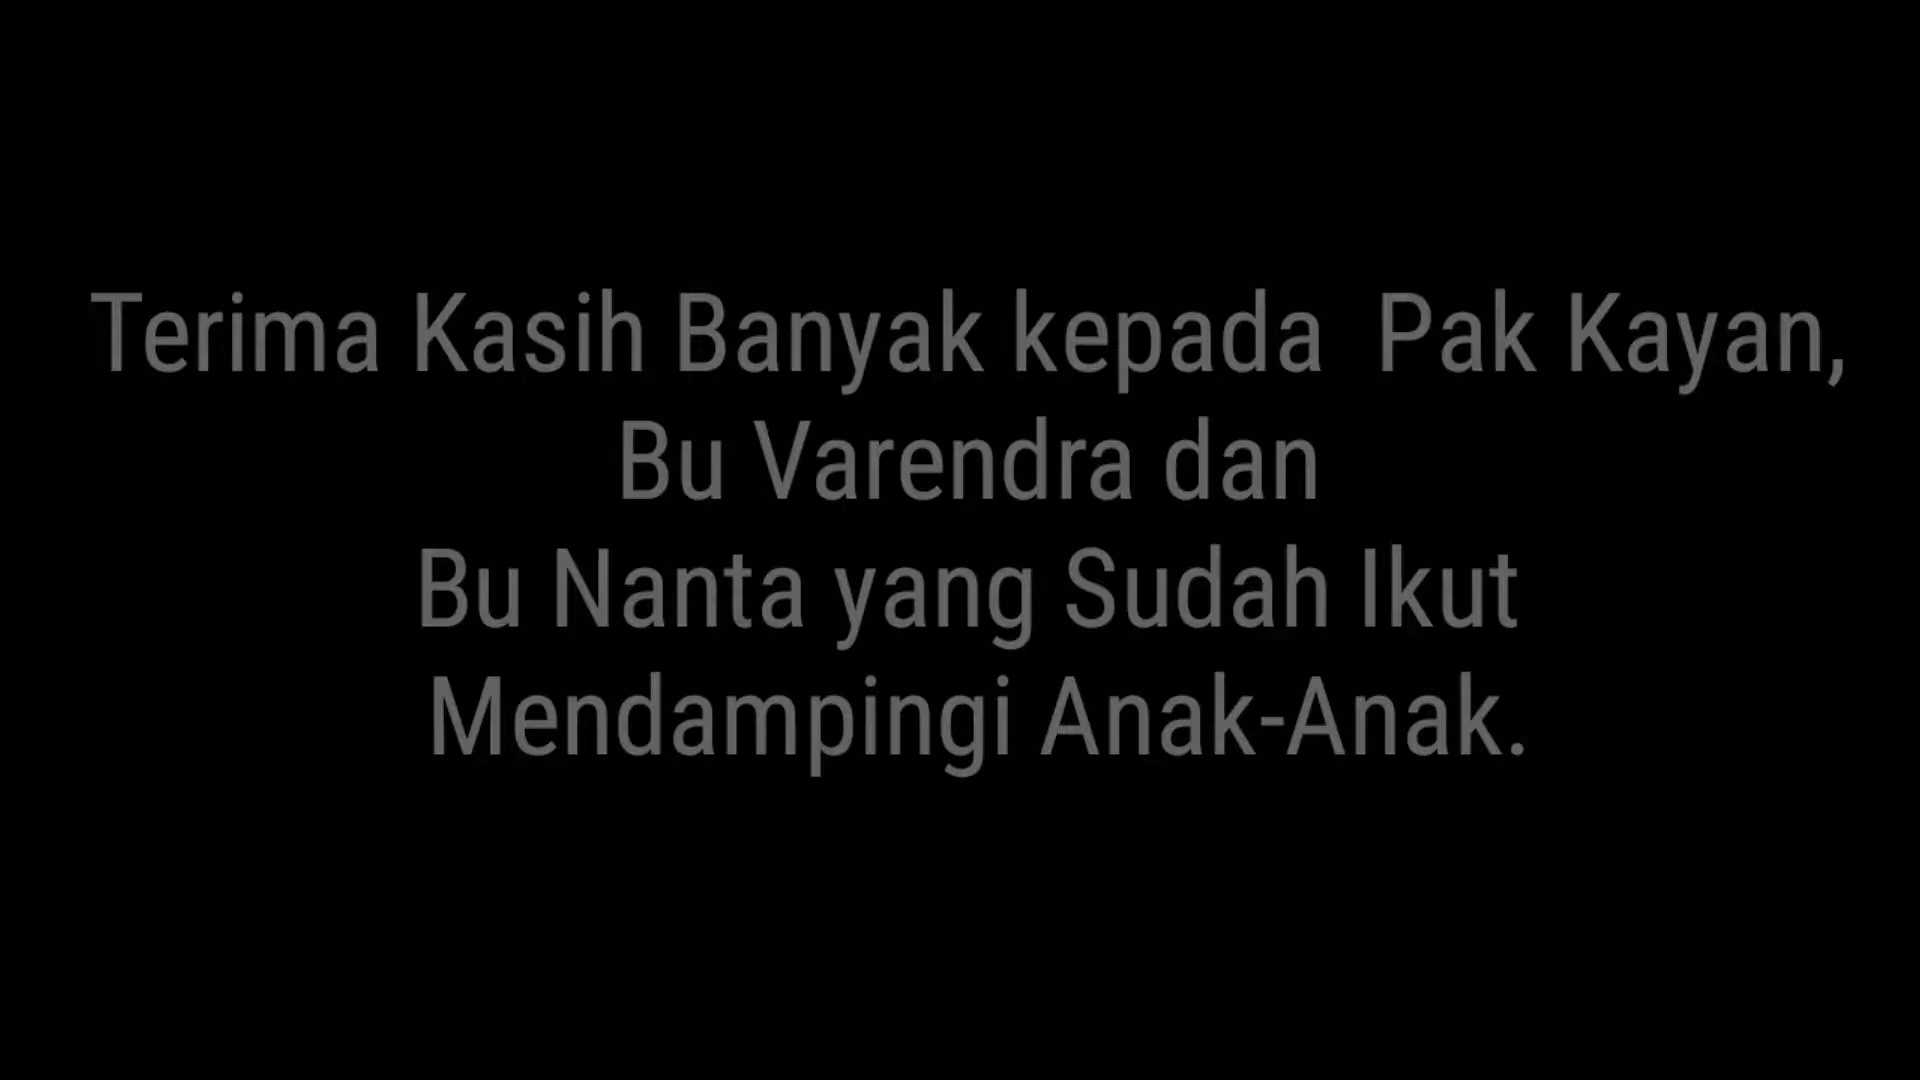 Terima Kasih Banyak kepada  Pak Kayan,
Bu Varendra dan
Bu Nanta yang Sudah Ikut
Mendampingi Anak-Anak.